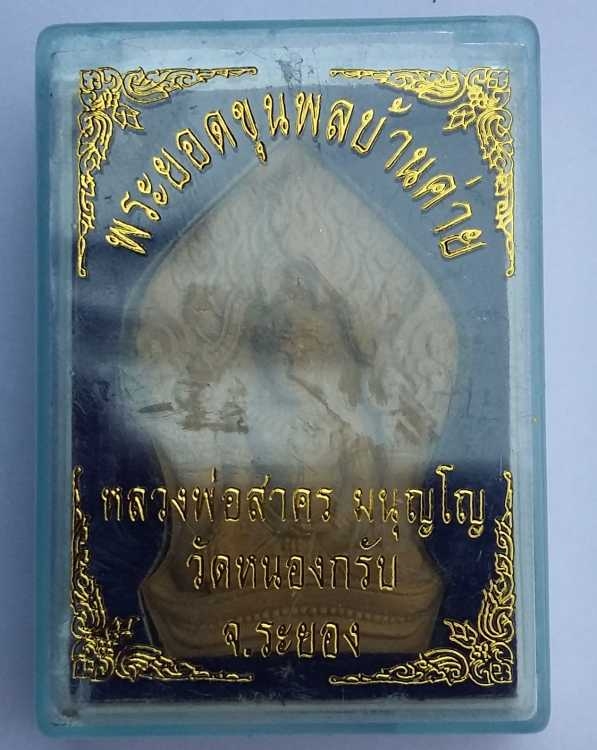 พระยอดขุนพลบ้านค่าย
หลวงพ่อสาคร มนุญโญ
วัดหนองกรับ
จ.ระยอง